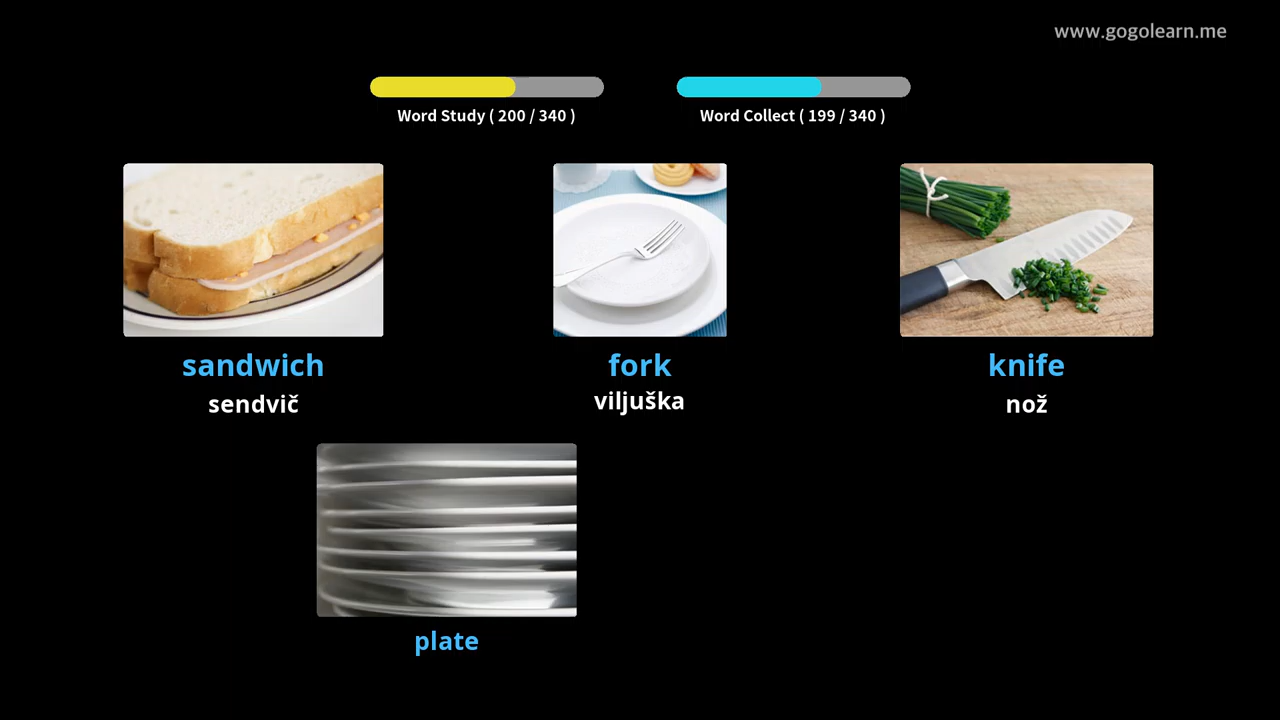 www.gogolearn.me
Word Study ( 200 / 340 )
Word Collect ( 199 / 340 )
sandwich
fork
knife
sendvič
viljuška
nož
plate